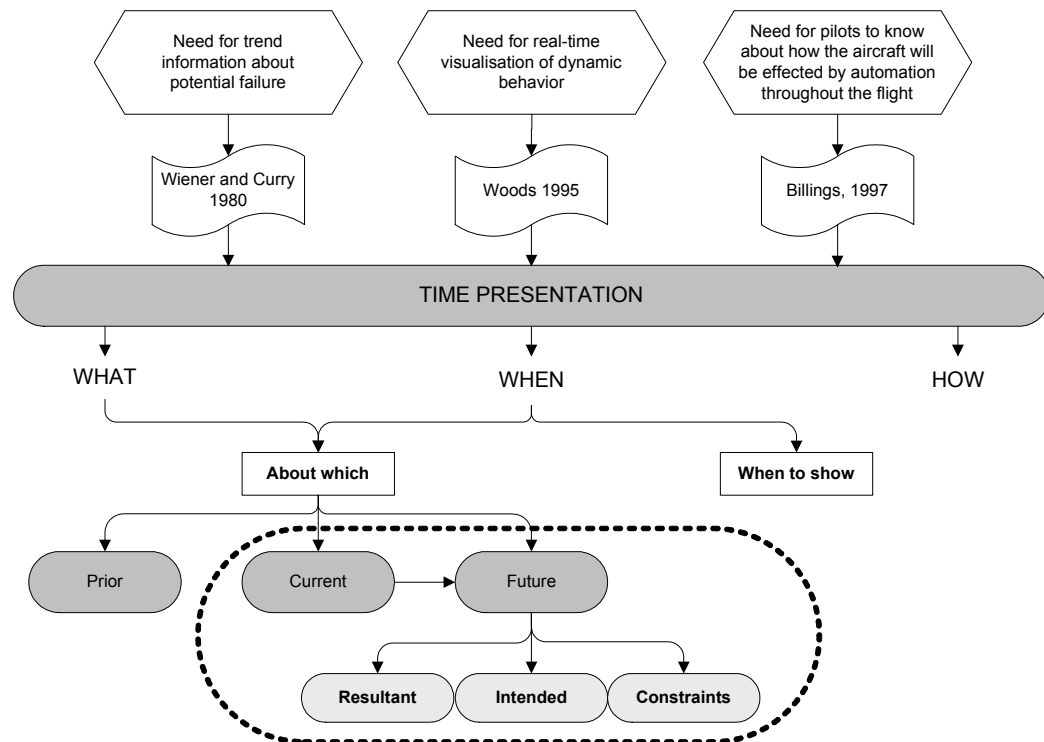 Need for trend
information about
potential failure
Need for real-time
visualisation of dynamic
behavior
Need for pilots to know
about how the aircraft will
be effected by automation
throughout the flight
Wiener and Curry
1980
Woods 1995
Billings, 1997
TIME PRESENTATION
WHAT
WHEN
HOW
About which
When to show
Prior
Current
Future
Resultant
Intended
Constraints